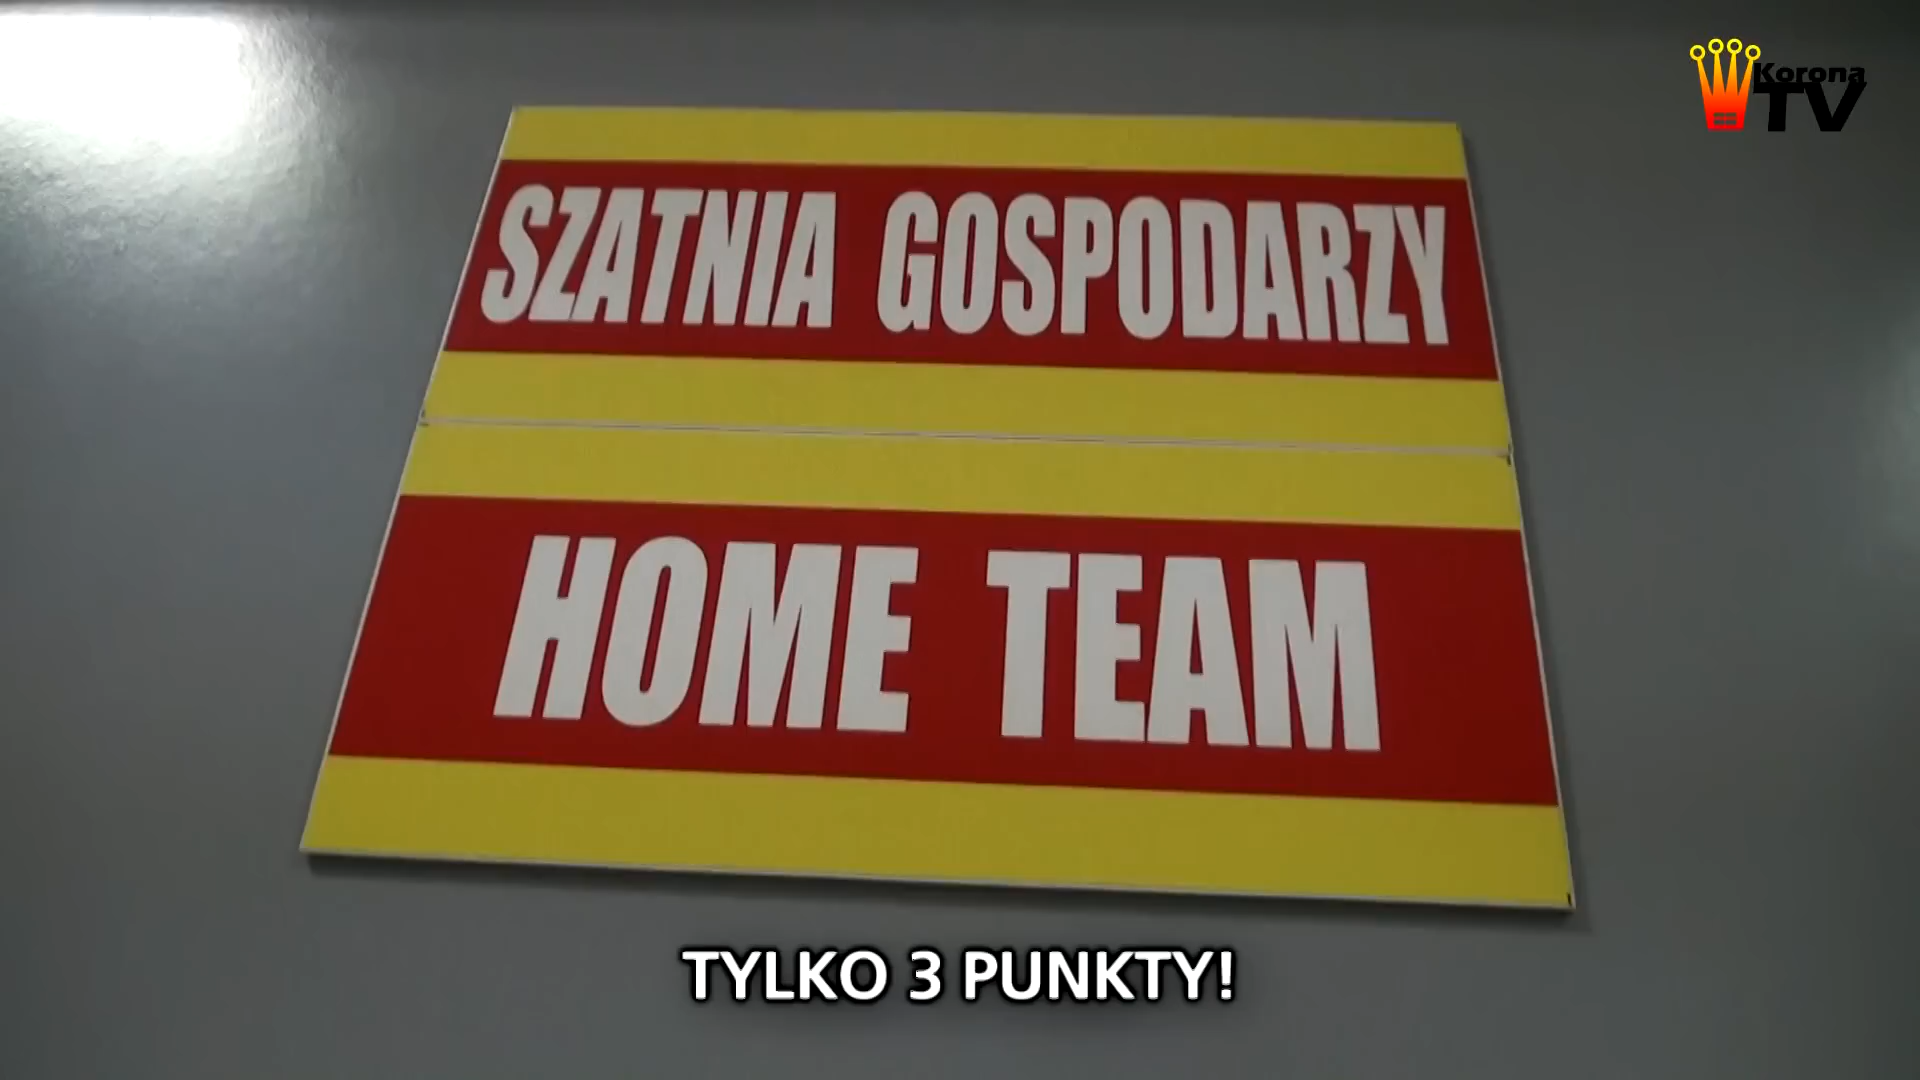 Korona
TV
SZATNIA GOSPODARZY
HOME TEAM
TYLKO 3 PUNKTY!